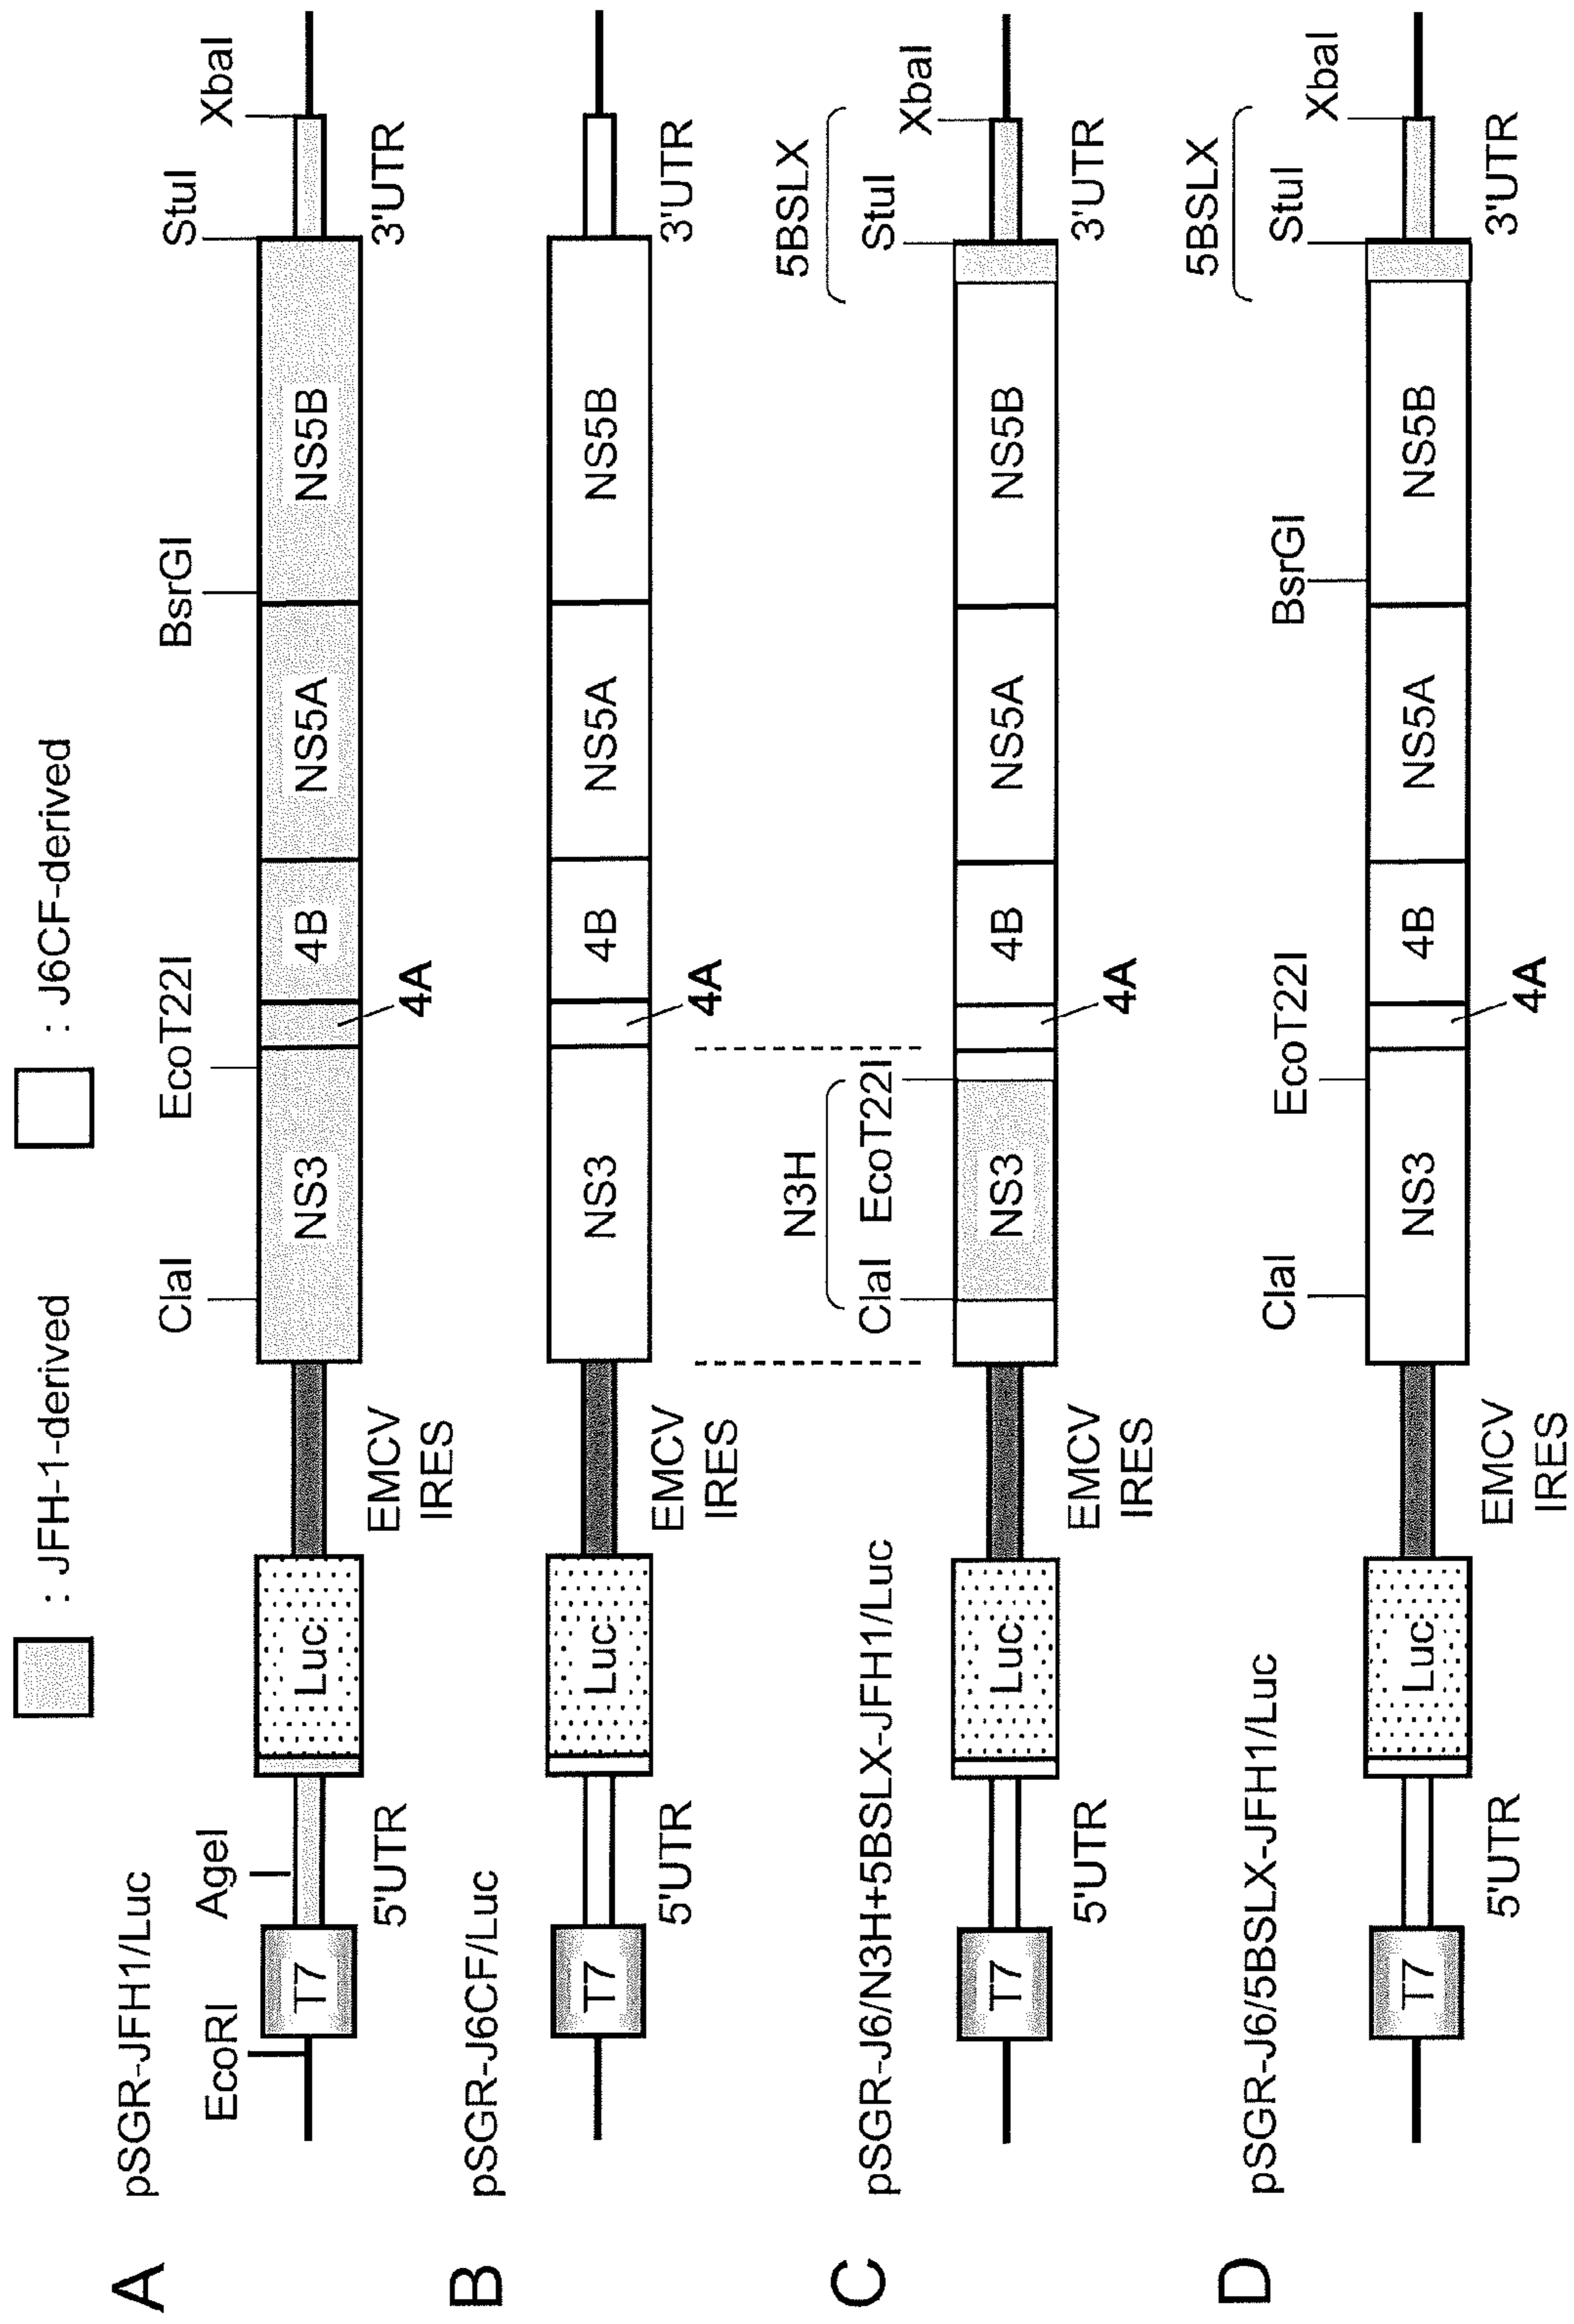 : JFH-1-derived
: J6CF-derived
A
pSGR-JFH1/Luc
EcoRI
AgeI
ClaI
EcoT22I
BsrGI
StuI
XbaI
T7
Luc
NS3
4B
NS5A
NS5B
5'UTR
EMCV
IRES
4A
3'UTR
B
pSGR-J6CF/Luc
T7
Luc
NS3
4B
NS5A
NS5B
5'UTR
EMCV
IRES
4A
3'UTR
C
pSGR-J6/N3H+5BSLX-JFH1/Luc
N3H
5BSLX
ClaI
EcoT22I
StuI
XbaI
T7
Luc
NS3
4B
NS5A
NS5B
5'UTR
EMCV
IRES
4A
3'UTR
D
pSGR-J6/5BSLX-JFH1/Luc
5BSLX
ClaI
EcoT22I
BsrGI
StuI
XbaI
T7
Luc
NS3
4B
NS5A
NS5B
5'UTR
EMCV
IRES
4A
3'UTR